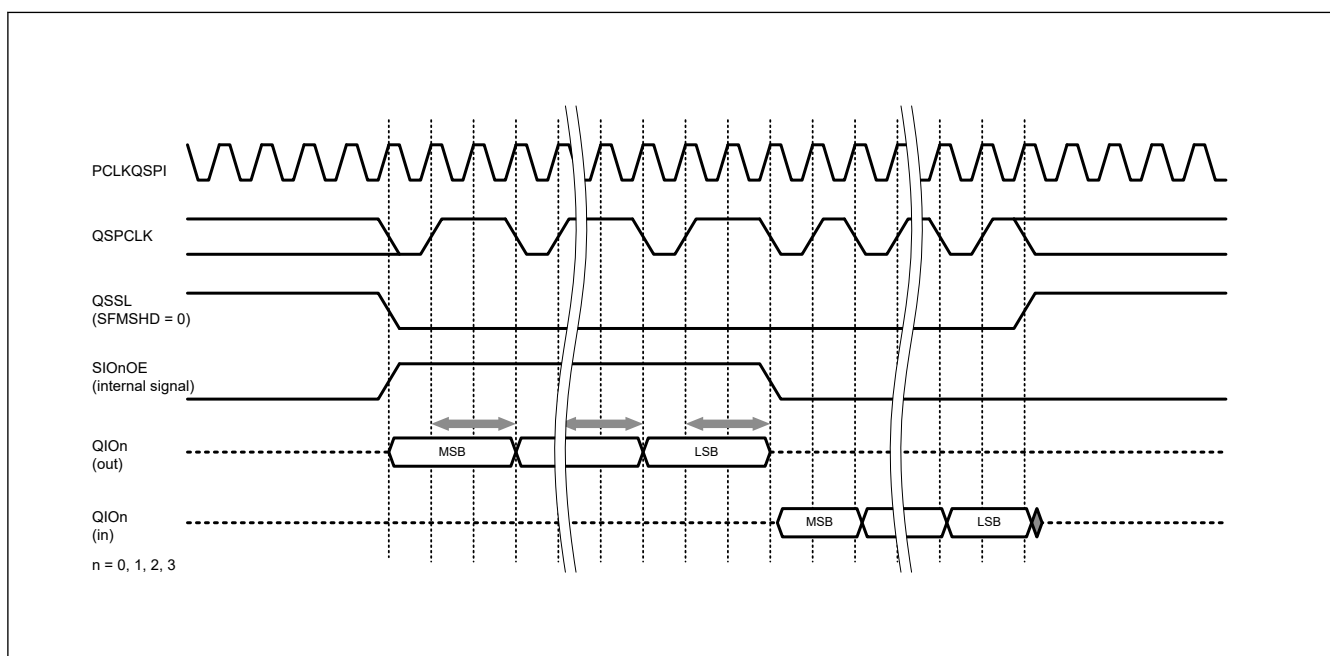 PCLKQSPI
QSPCLK
QSSL
(SFMSHD = 0)
SIOnOE
(internal signal)
QIOn
(out)
MSB
LSB
QIOn
(in)
MSB
LSB
n = 0, 1, 2, 3